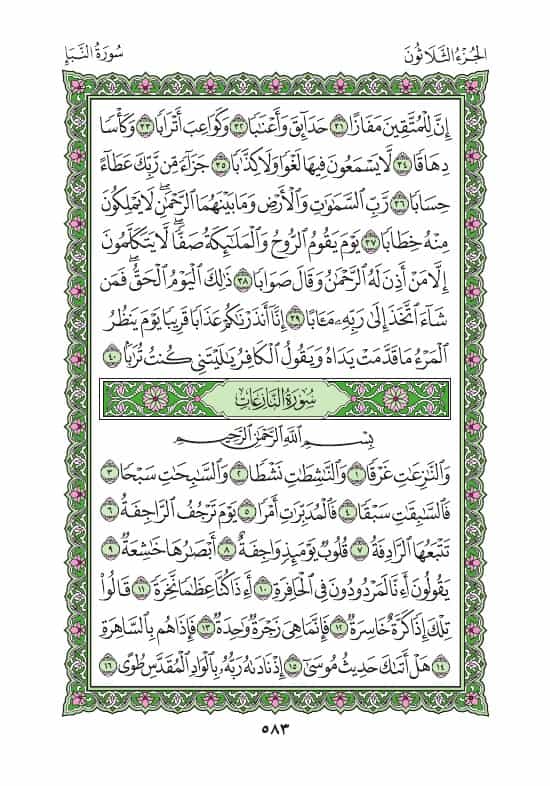 الجُزْءُ الثَّلَاثُونَ
سُورَةُ النَّبَإِ
إِنَّ لِلْمُتَّقِينَ مَفَازًا ٣١ حَدَآئِقَ وَأَعْنَٰبًا ٣٢ وَكَوَاعِبَ أَتْرَابًا ٣٣ وَكَأْسًا
دِهَاقًا ٣٤ لَّا يَسْمَعُونَ فِيهَا لَغْوًا وَلَا كِذَّٰبًا ٣٥ جَزَآءً مِّن رَّبِّكَ عَطَآءً
حِسَابًا ٣٦ رَّبِّ ٱلسَّمَٰوَٰتِ وَٱلْأَرْضِ وَمَا بَيْنَهُمَا ٱلرَّحْمَٰنِ ۖ لَا يَمْلِكُونَ
مِنْهُ خِطَابًا ٣٧ يَوْمَ يَقُومُ ٱلرُّوحُ وَٱلْمَلَٰٓئِكَةُ صَفًّا ۖ لَّا يَتَكَلَّمُونَ
إِلَّا مَنْ أَذِنَ لَهُ ٱلرَّحْمَٰنُ وَقَالَ صَوَابًا ٣٨ ذَٰلِكَ ٱلْيَوْمُ ٱلْحَقُّ ۖ فَمَن
شَآءَ ٱتَّخَذَ إِلَىٰ رَبِّهِۦ مَـَٔابًا ٣٩ إِنَّآ أَنذَرْنَٰكُمْ عَذَابًا قَرِيبًا يَوْمَ يَنظُرُ
ٱلْمَرْءُ مَا قَدَّمَتْ يَدَاهُ وَيَقُولُ ٱلْكَافِرُ يَٰلَيْتَنِى كُنتُ تُرَٰبًۢا ٤٠
سُورَةُ النَّازِعَاتِ
بِسْمِ ٱللَّهِ ٱلرَّحْمَٰنِ ٱلرَّحِيمِ
وَٱلنَّٰزِعَٰتِ غَرْقًا ١ وَٱلنَّٰشِطَٰتِ نَشْطًا ٢ وَٱلسَّٰبِحَٰتِ سَبْحًا ٣
فَٱلسَّٰبِقَٰتِ سَبْقًا ٤ فَٱلْمُدَبِّرَٰتِ أَمْرًا ٥ يَوْمَ تَرْجُفُ ٱلرَّاجِفَةُ ٦
تَتْبَعُهَا ٱلرَّادِفَةُ ٧ قُلُوبٌ يَوْمَئِذٍ وَاجِفَةٌ ٨ أَبْصَٰرُهَا خَٰشِعَةٌ ٩
يَقُولُونَ أَءِنَّا لَمَرْدُودُونَ فِى ٱلْحَافِرَةِ ١٠ أَءِذَا كُنَّا عِظَٰمًا نَّخِرَةً ١١ قَالُوا۟
تِلْكَ إِذًا كَرَّةٌ خَاسِرَةٌ ١٢ فَإِنَّمَا هِىَ زَجْرَةٌ وَٰحِدَةٌ ١٣ فَإِذَا هُم بِٱلسَّاهِرَةِ
١٤ هَلْ أَتَىٰكَ حَدِيثُ مُوسَىٰٓ ١٥ إِذْ نَادَىٰهُ رَبُّهُۥ بِٱلْوَادِ ٱلْمُقَدَّسِ طُوًى ١٦
٥٨٣